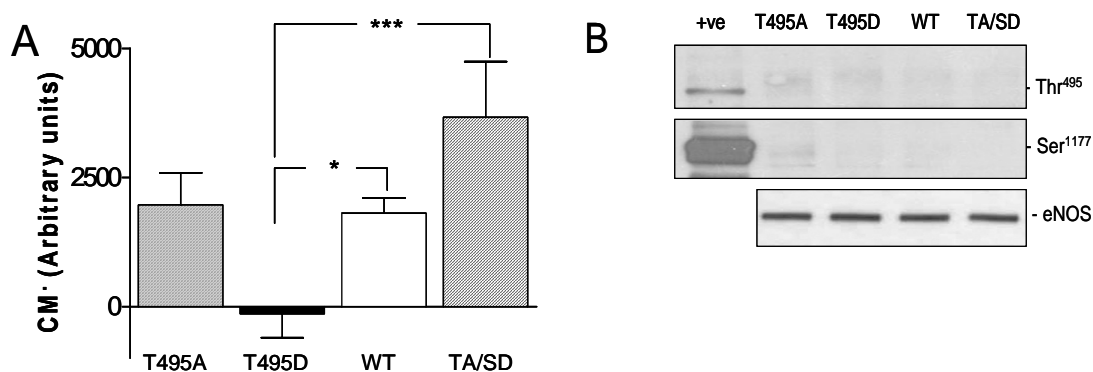 A
CM· (Arbitrary units)
5000
2500
0
***
*
T495A T495D WT TA/SD
B
+ve T495A T495D WT TA/SD
- Thr495
- Ser1177
- eNOS